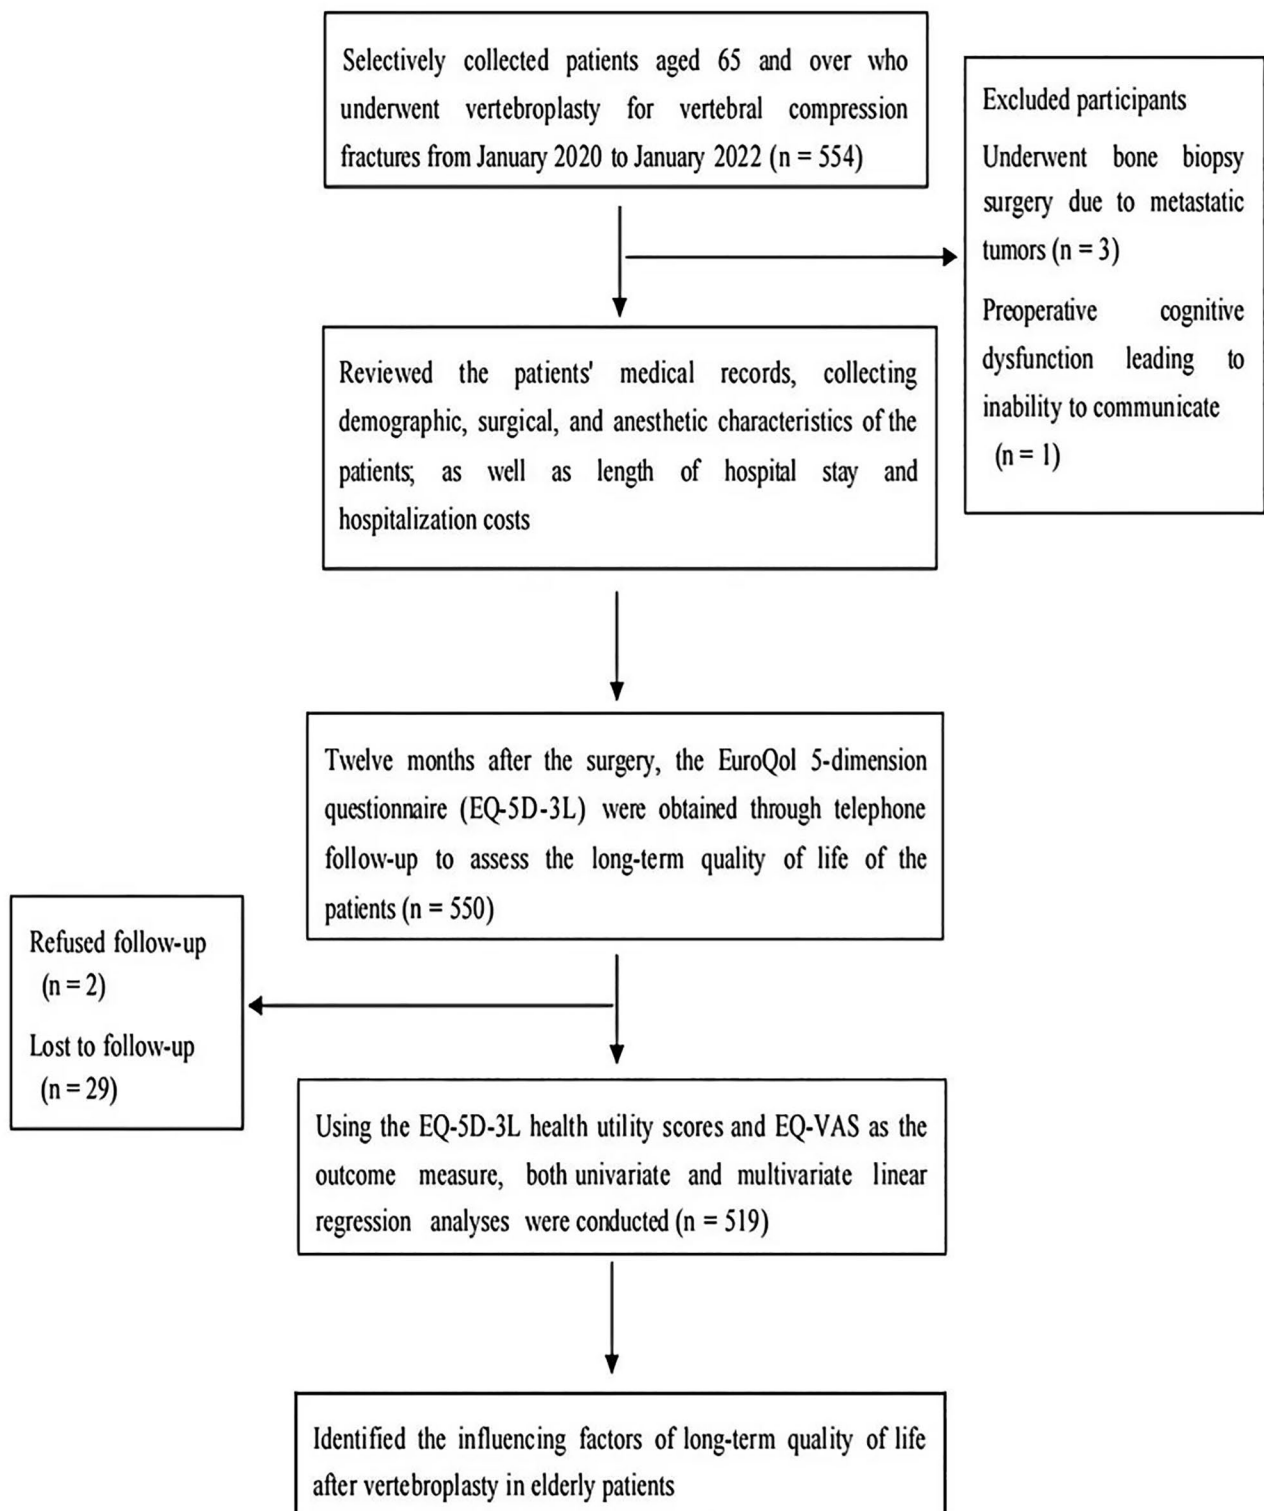 Selectively collected patients aged 65 and over who
underwent vertebroplasty for vertebral compression
fractures from January 2020 to January 2022 (n = 554)
Excluded participants
Underwent bone biopsy
surgery due to metastatic
tumors (n = 3)
Preoperative cognitive
dysfunction leading to
inability to communicate
(n = 1)
Reviewed the patients' medical records, collecting
demographic, surgical, and anesthetic characteristics of the
patients; as well as length of hospital stay and
hospitalization costs
Twelve months after the surgery, the EuroQol 5-dimension
questionnaire (EQ-5D-3L) were obtained through telephone
follow-up to assess the long-term quality of life of the
patients (n = 550)
Refused follow-up
(n = 2)
Lost to follow-up
(n = 29)
Using the EQ-5D-3L health utility scores and EQ-VAS as the
outcome measure, both univariate and multivariate linear
regression analyses were conducted (n = 519)
Identified the influencing factors of long-term quality of life
after vertebroplasty in elderly patients